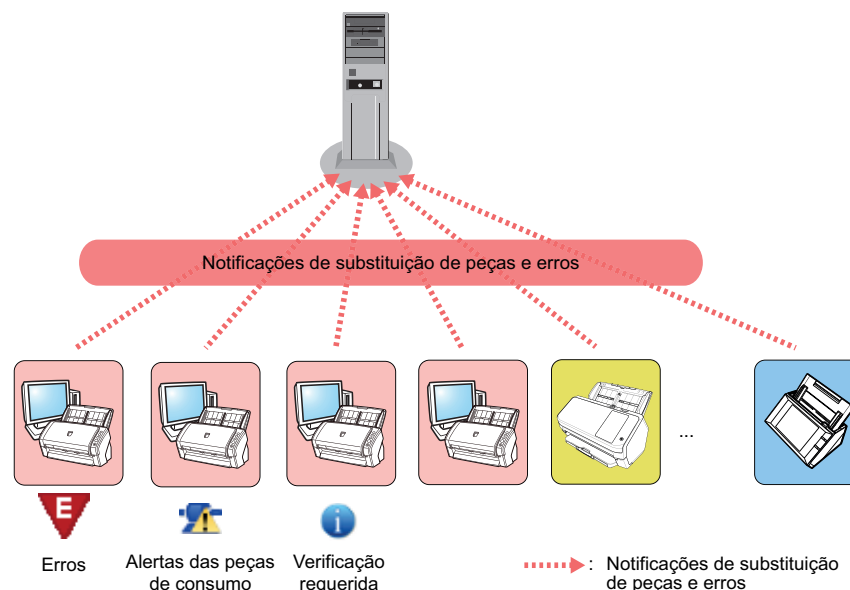 Notificações de substituição de peças e erros
...
E
i
Erros
Alertas das peças
de consumo
Verificação
requerida
: Notificações de substituição
de peças e erros